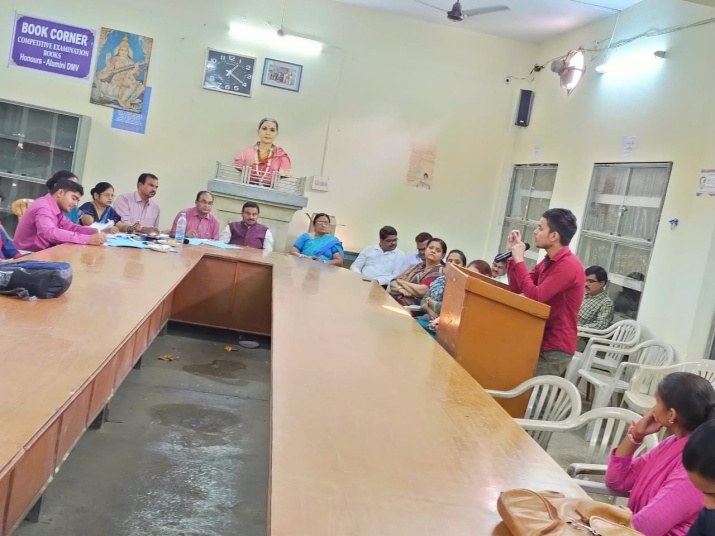 BOOK CORNER
COMPETITIVE EXAMINATION
BOOKS
Honours - Alumini DMV